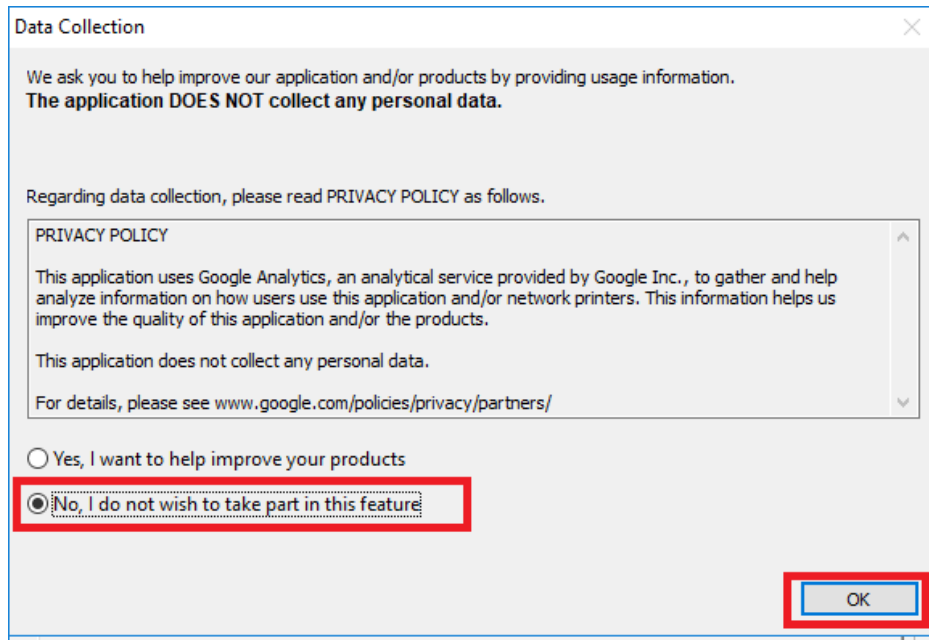 Data Collection
We ask you to help improve our application and/or products by providing usage information.
The application DOES NOT collect any personal data.
Regarding data collection, please read PRIVACY POLICY as follows.
PRIVACY POLICY
This application uses Google Analytics, an analytical service provided by Google Inc., to gather and help
analyze information on how users use this application and/or network printers. This information helps us
improve the quality of this application and/or the products.
This application does not collect any personal data.
For details, please see www.google.com/policies/privacy/partners/
Yes, I want to help improve your products
No, I do not wish to take part in this feature
OK